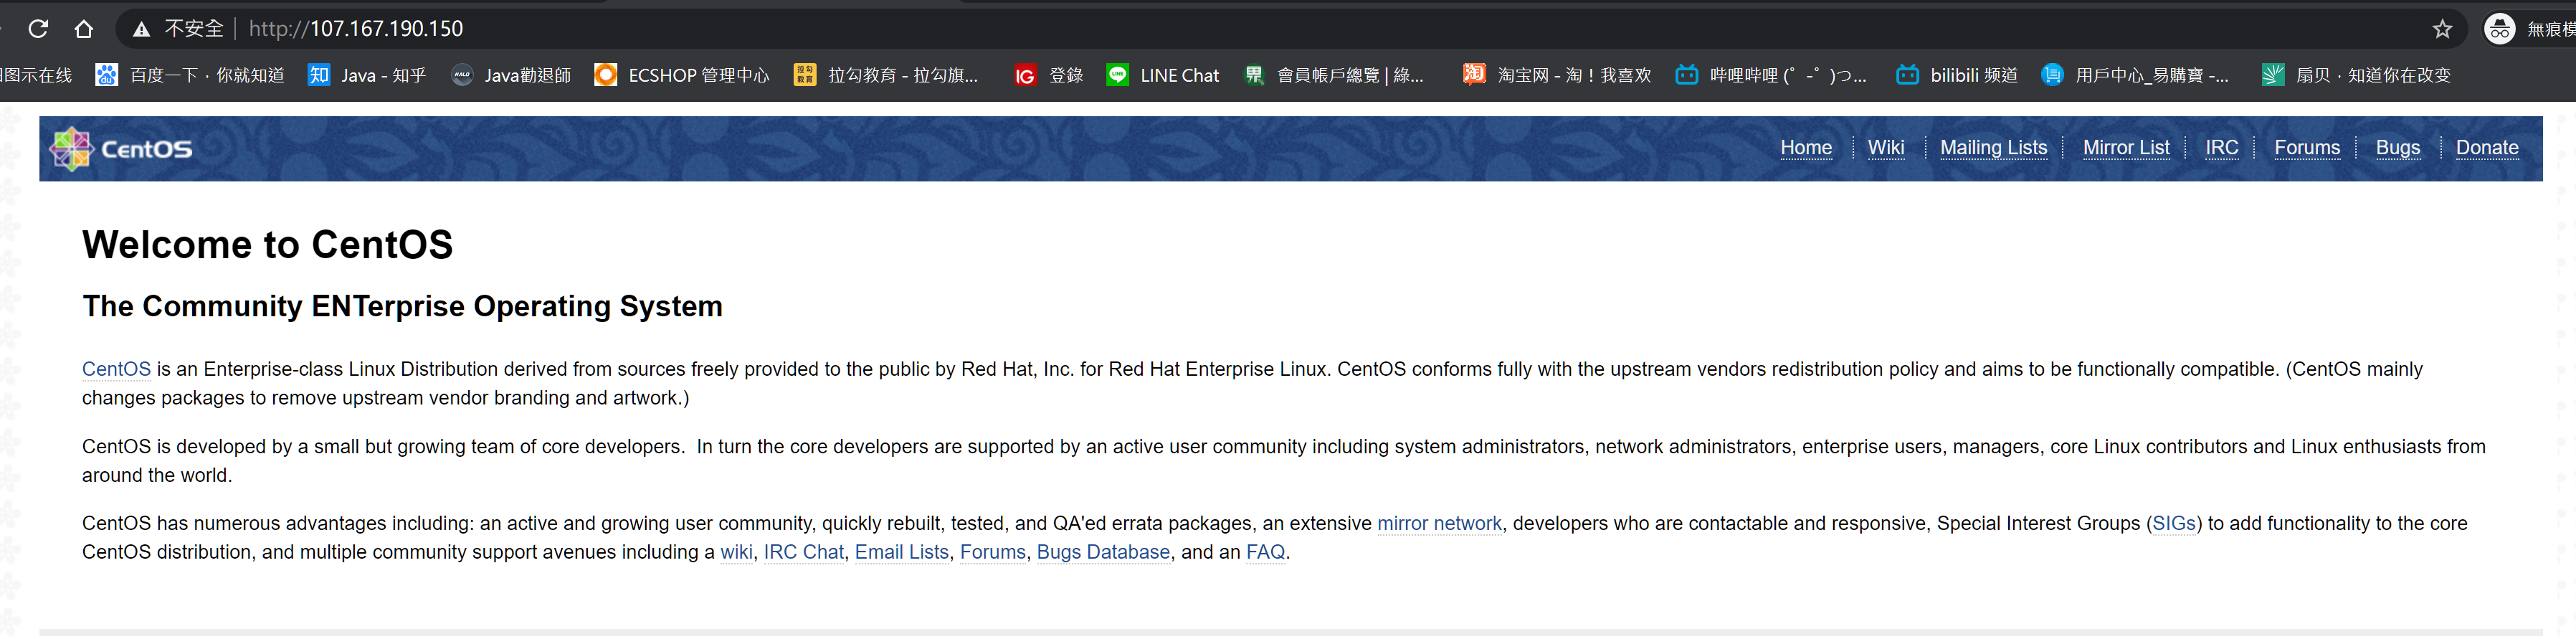 不安全 http://107.167.190.150 無痕模
图示在线 百度一下,你就知道 知 Java - 知乎 HALO Java勸退師 ECSHOP 管理中心 拉勾教育 拉勾教育 - 拉勾旗... IG 登錄 LINE LINE Chat 會員帳戶總覽 | 綠... 淘 淘宝网 - 淘!我喜欢 哔哩哔哩 (゜-゜)つ... bilibili 频道 用戶中心_易購寶 -... 扇贝,知道你在改变
CentOS Home Wiki Mailing Lists Mirror List IRC Forums Bugs Donate
Welcome to CentOS
The Community ENTerprise Operating System
CentOS is an Enterprise-class Linux Distribution derived from sources freely provided to the public by Red Hat, Inc. for Red Hat Enterprise Linux. CentOS conforms fully with the upstream vendors redistribution policy and aims to be functionally compatible. (CentOS mainly
changes packages to remove upstream vendor branding and artwork.)
CentOS is developed by a small but growing team of core developers.  In turn the core developers are supported by an active user community including system administrators, network administrators, enterprise users, managers, core Linux contributors and Linux enthusiasts from
around the world.
CentOS has numerous advantages including: an active and growing user community, quickly rebuilt, tested, and QA'ed errata packages, an extensive mirror network, developers who are contactable and responsive, Special Interest Groups (SIGs) to add functionality to the core
CentOS distribution, and multiple community support avenues including a wiki, IRC Chat, Email Lists, Forums, Bugs Database, and an FAQ.